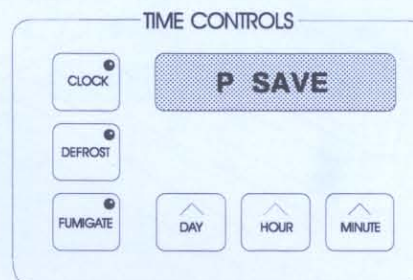 TIME CONTROLS
CLOCK
P SAVE
DEFROST
FUMIGATE
DAY
HOUR
MINUTE